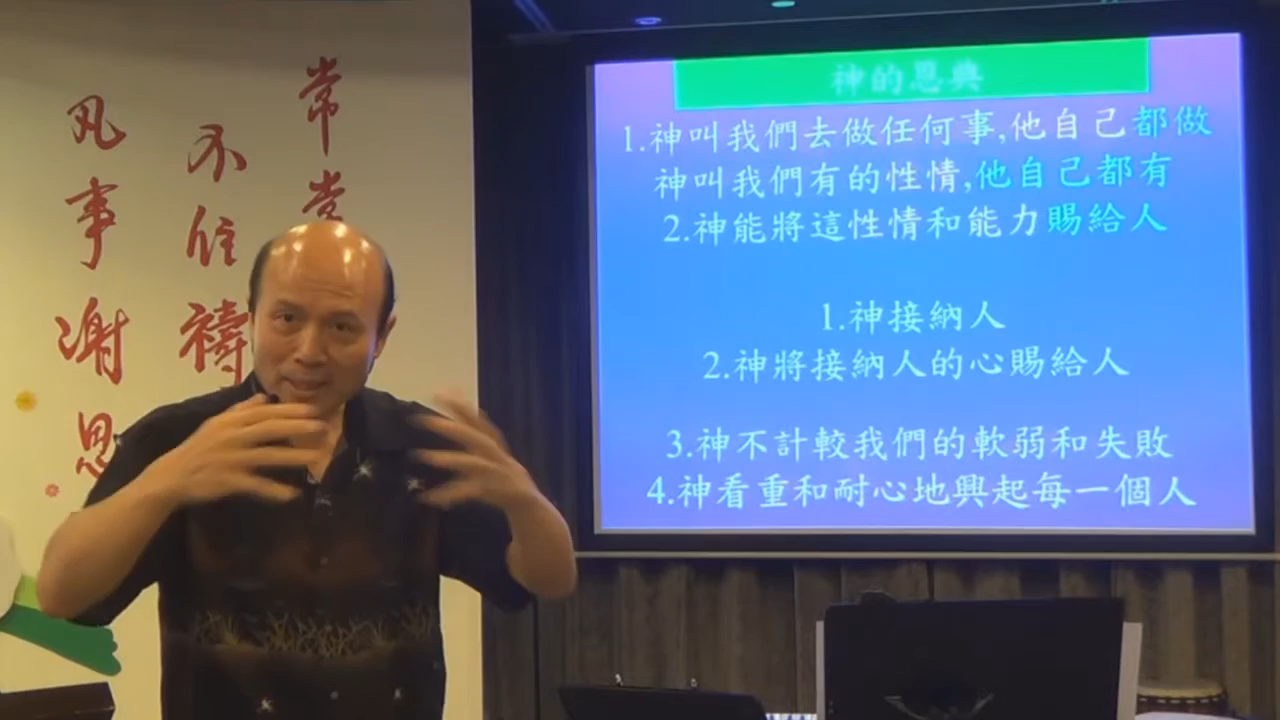 常常
不住禱
凡事謝恩
神的恩典
1.神叫我們去做任何事,他自己都做
神叫我們有的性情,他自己都有
2.神能將這性情和能力賜給人
1.神接納人
2.神將接納人的心賜給人
3.神不計較我們的軟弱和失敗
4.神看重和耐心地興起每一個人